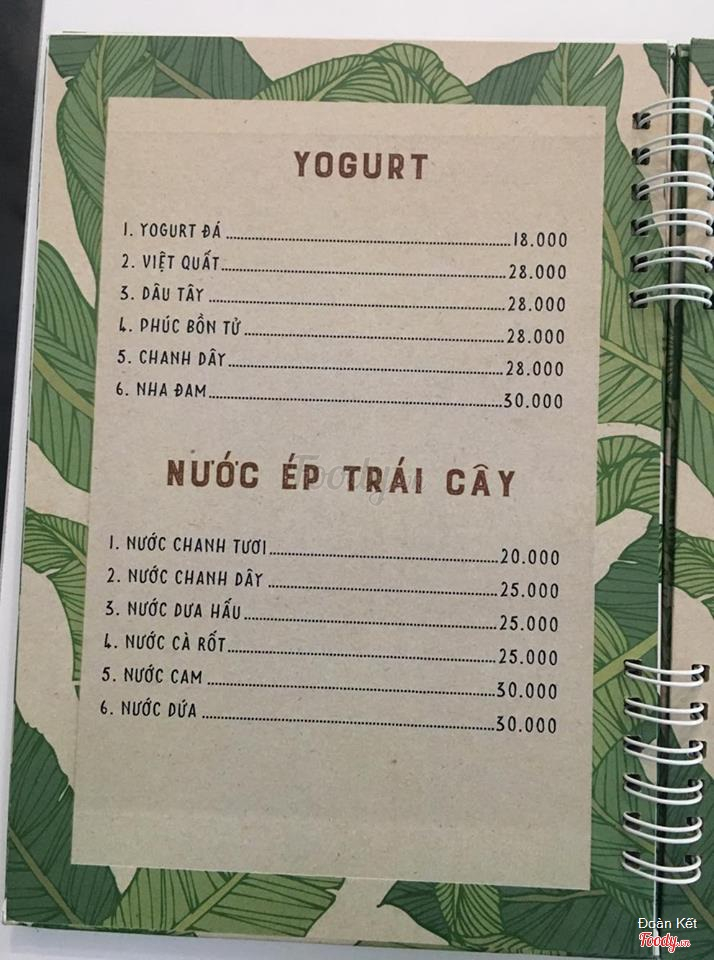 YOGURT
1. YOGURT ĐÁ 18.000
2. VIỆT QUẤT 28.000
3. DÂU TÂY 28.000
4. PHÚC BỒN TỬ 28.000
5. CHANH DÂY 28.000
6. NHA ĐAM 30.000
NƯỚC ÉP TRÁI CÂY
1. NƯỚC CHANH TƯƠI 20.000
2. NƯỚC CHANH DÂY 25.000
3. NƯỚC DƯA HẤU 25.000
4. NƯỚC CÀ RỐT 25.000
5. NƯỚC CAM 30.000
6. NƯỚC DỨA 30.000
Foody.vn
Đoàn Kết
Foody.vn